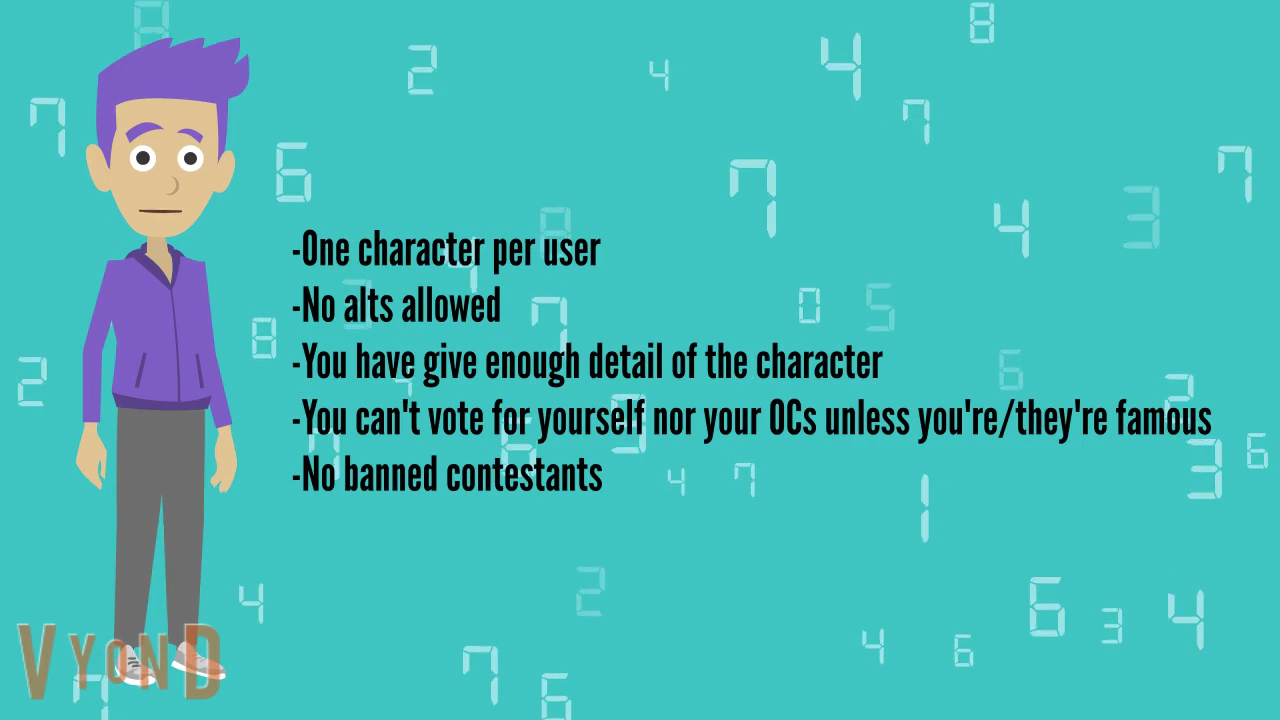 -One character per user
-No alts allowed
-You have give enough detail of the character
-You can't vote for yourself nor your OCs unless you're/they're famous
-No banned contestants
VYOND